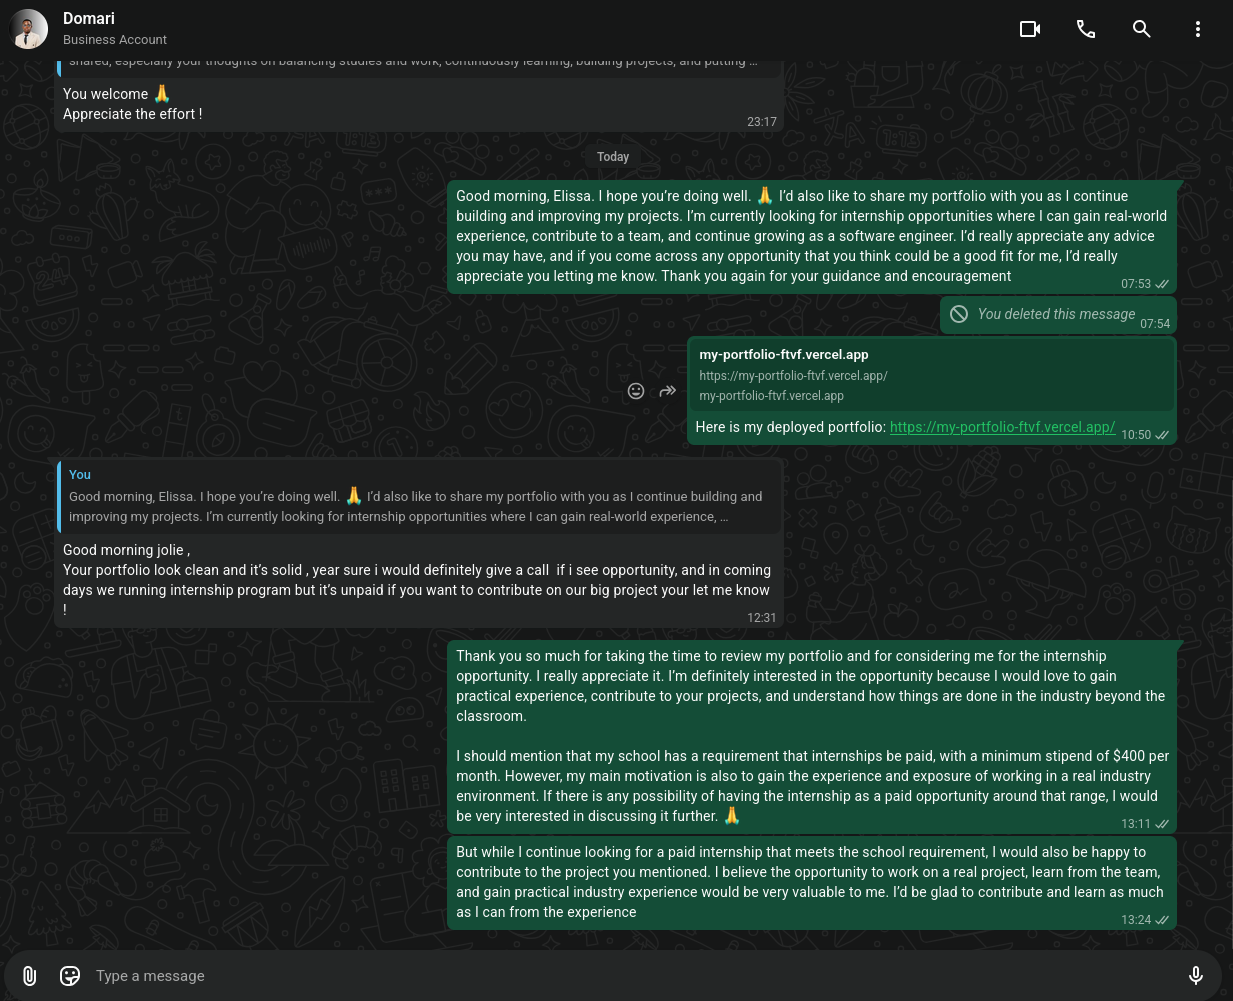 Domari
Business Account
shared, especially your thoughts on balancing studies and work, continuously learning, building projects, and putting ...
You welcome 🙏
Appreciate the effort !
23:17
Today
Good morning, Elissa. I hope you’re doing well. 🙏 I’d also like to share my portfolio with you as I continue
building and improving my projects. I’m currently looking for internship opportunities where I can gain real-world
experience, contribute to a team, and continue growing as a software engineer. I’d really appreciate any advice
you may have, and if you come across any opportunity that you think could be a good fit for me, I’d really
appreciate you letting me know. Thank you again for your guidance and encouragement
07:53
You deleted this message
07:54
my-portfolio-ftvf.vercel.app
https://my-portfolio-ftvf.vercel.app/
my-portfolio-ftvf.vercel.app
Here is my deployed portfolio: https://my-portfolio-ftvf.vercel.app/
10:50
You
Good morning, Elissa. I hope you’re doing well. 🙏 I’d also like to share my portfolio with you as I continue building and
improving my projects. I’m currently looking for internship opportunities where I can gain real-world experience, ...
Good morning jolie ,
Your portfolio look clean and it’s solid , year sure i would definitely give a call  if i see opportunity, and in coming
days we running internship program but it’s unpaid if you want to contribute on our big project your let me know
!
12:31
Thank you so much for taking the time to review my portfolio and for considering me for the internship
opportunity. I really appreciate it. I’m definitely interested in the opportunity because I would love to gain
practical experience, contribute to your projects, and understand how things are done in the industry beyond the
classroom.
I should mention that my school has a requirement that internships be paid, with a minimum stipend of $400 per
month. However, my main motivation is also to gain the experience and exposure of working in a real industry
environment. If there is any possibility of having the internship as a paid opportunity around that range, I would
be very interested in discussing it further. 🙏
13:11
But while I continue looking for a paid internship that meets the school requirement, I would also be happy to
contribute to the project you mentioned. I believe the opportunity to work on a real project, learn from the team,
and gain practical industry experience would be very valuable to me. I’d be glad to contribute and learn as much
as I can from the experience
13:24
Type a message